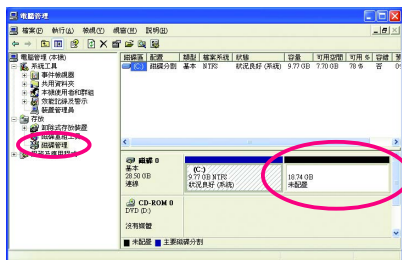 電腦管理
檔案(F) 執行(A) 檢視(V) 視窗(W) 說明(H)
電腦管理 (本機)
系統工具
事件檢視器
共用資料夾
本機使用者和群組
效能記錄及警示
裝置管理員
存放
卸除式存放裝置
磁碟重組工具
磁碟管理
服務及應用程式
磁碟區 配置 類型 檔案系統 狀態 容量 可用空間 可用 % 容錯
(C:) 磁碟分割 基本 NTFS 狀況良好 (系統) 9.77 GB 7.70 GB 78 % 否
磁碟 0
基本
28.50 GB
連線
(C:)
9.77 GB NTFS
狀況良好 (系統)
18.74 GB
未配置
CD-ROM 0
DVD (D:)
沒有媒體
未配置 主要磁碟分割